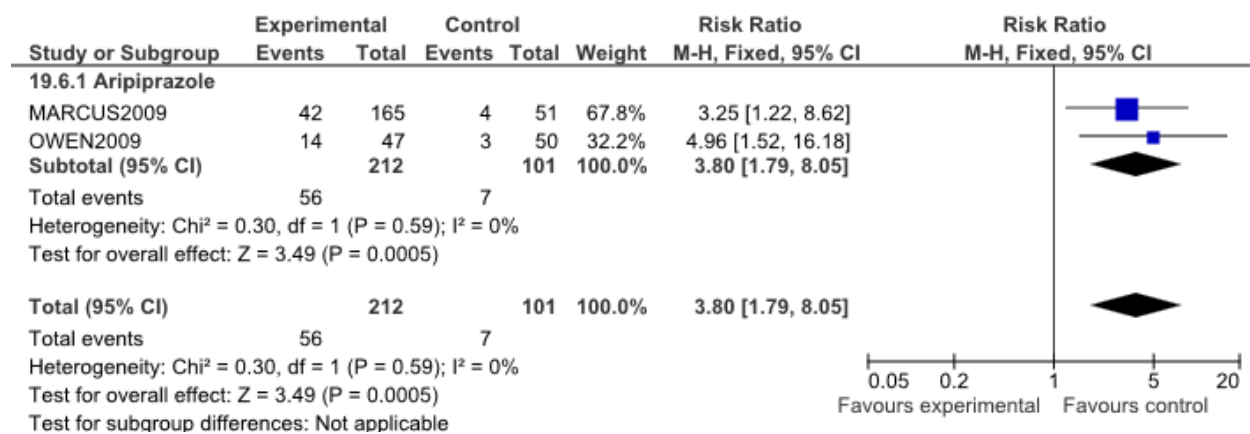 Experimental Control Risk Ratio Risk Ratio
Study or Subgroup Events Total Events Total Weight M-H, Fixed, 95% CI M-H, Fixed, 95% CI
19.6.1 Aripiprazole
MARCUS2009 42 165 4 51 67.8% 3.25 [1.22, 8.62]
OWEN2009 14 47 3 50 32.2% 4.96 [1.52, 16.18]
Subtotal (95% CI) 212 101 100.0% 3.80 [1.79, 8.05]
Total events 56 7
Heterogeneity: Chi² = 0.30, df = 1 (P = 0.59); I² = 0%
Test for overall effect: Z = 3.49 (P = 0.0005)
Total (95% CI) 212 101 100.0% 3.80 [1.79, 8.05]
Total events 56 7
Heterogeneity: Chi² = 0.30, df = 1 (P = 0.59); I² = 0%
Test for overall effect: Z = 3.49 (P = 0.0005)
Test for subgroup differences: Not applicable
0.05 0.2 1 5 20
Favours experimental Favours control